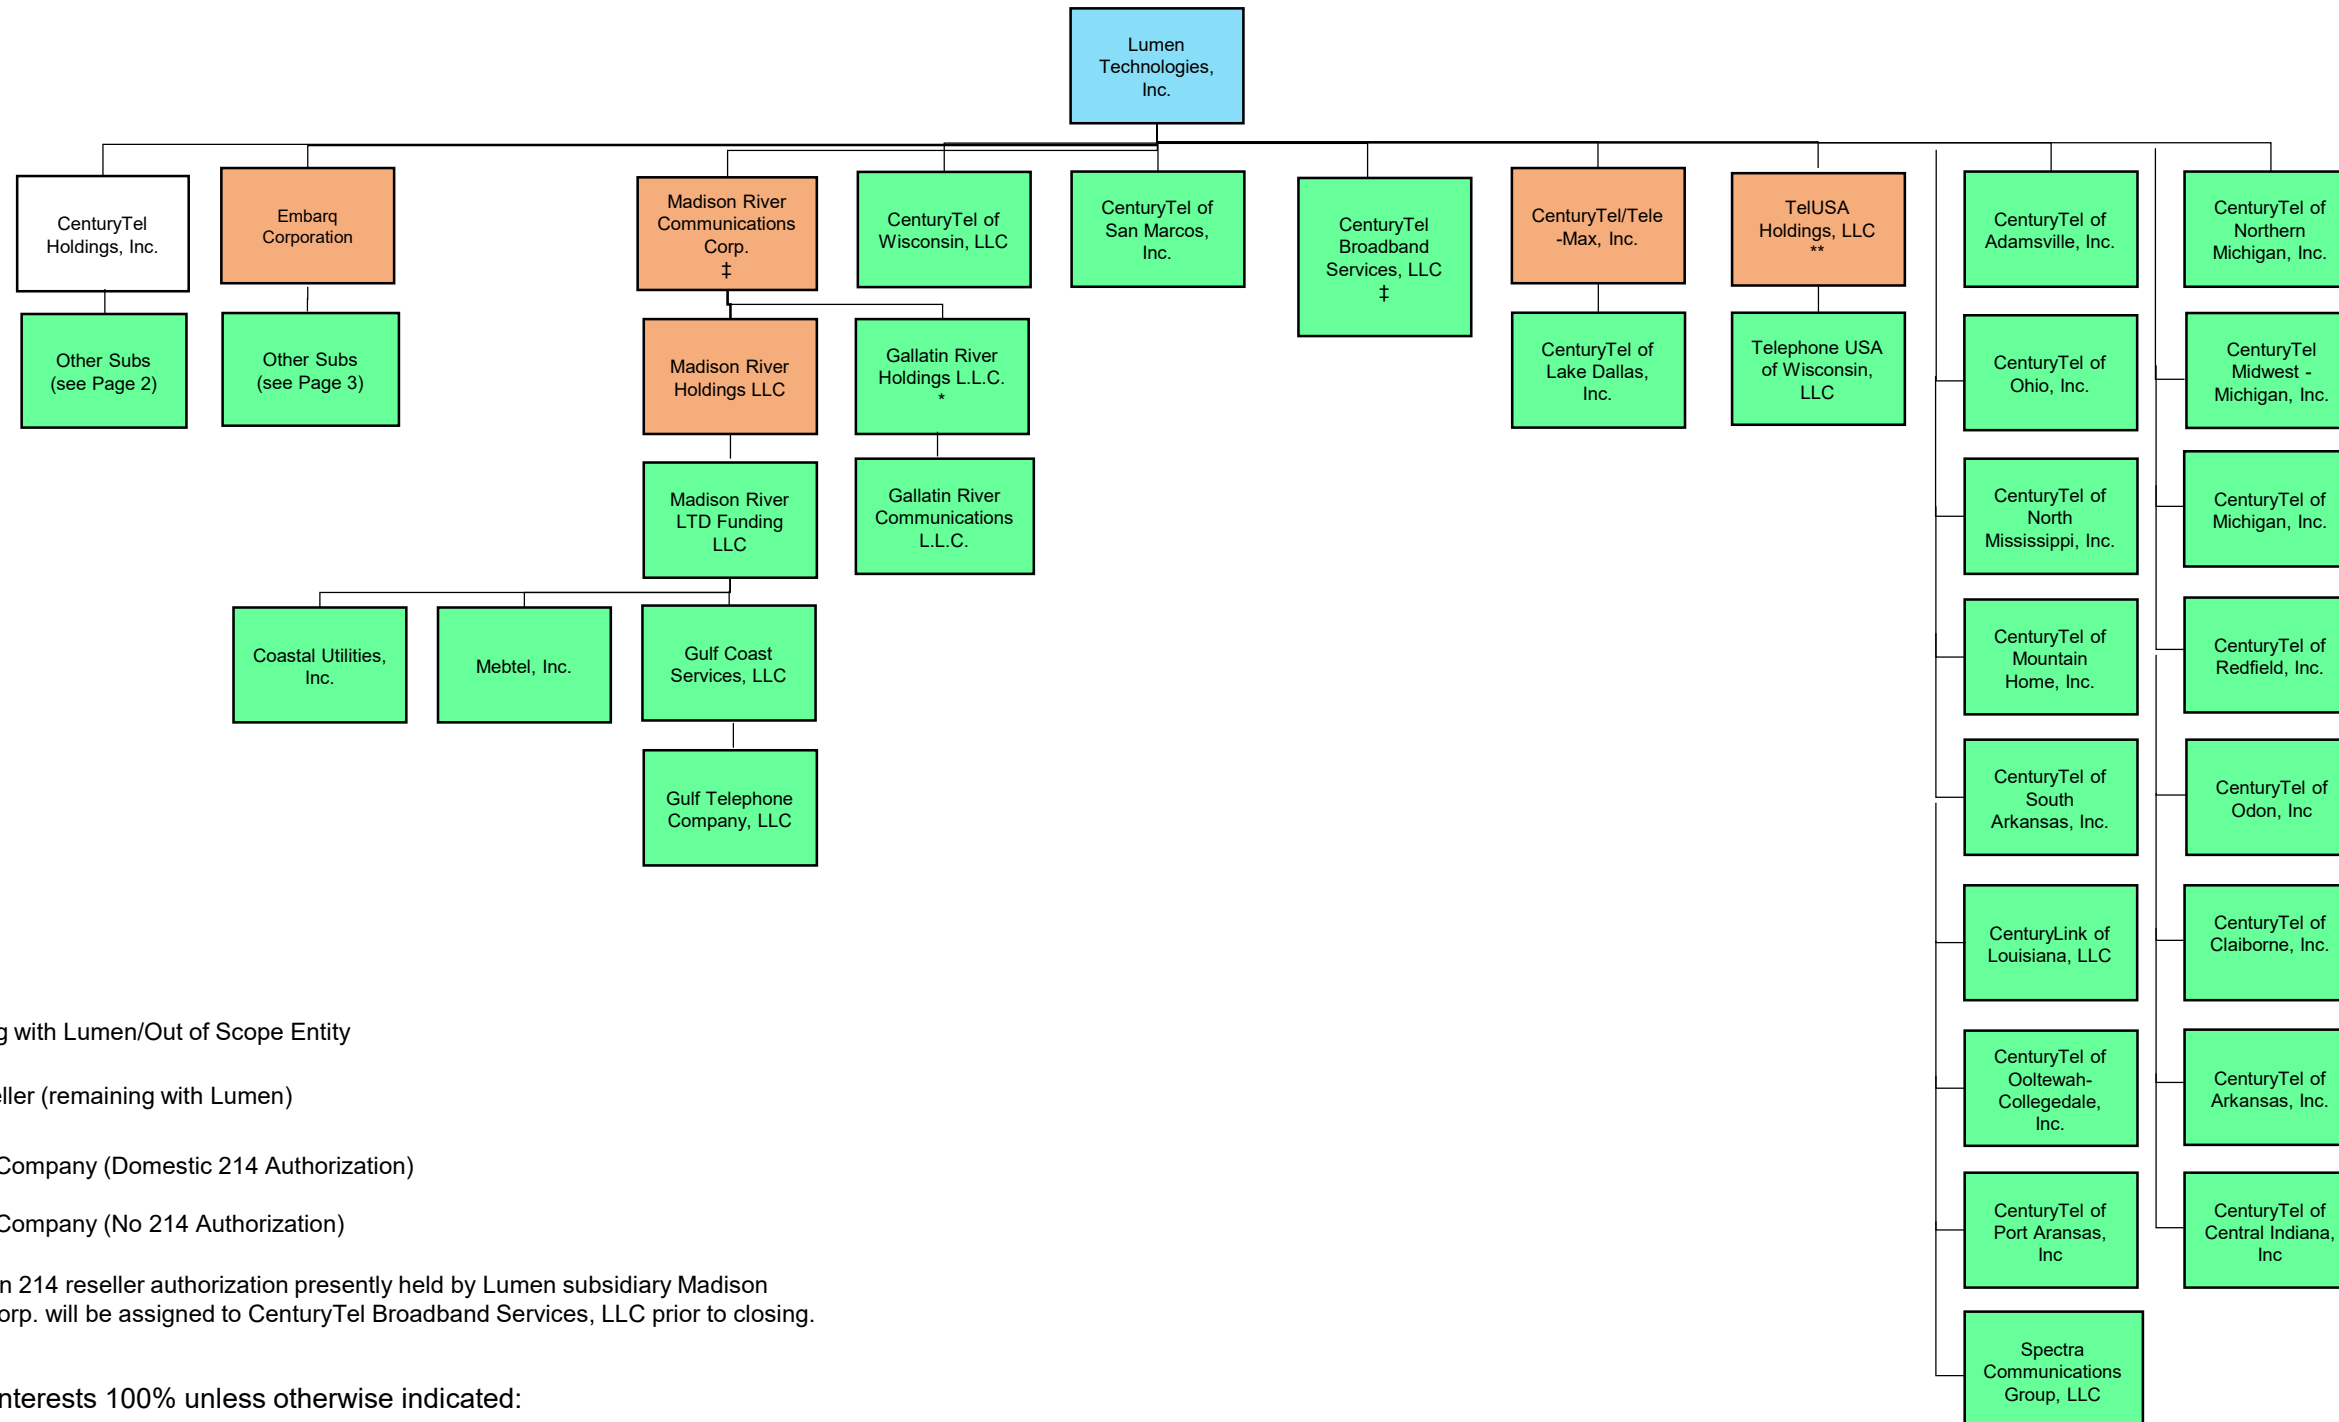 Lumen
Technologies,
Inc.
CenturyTel
Holdings, Inc.
Embarq
Corporation
Madison River
Communications
Corp.
‡
CenturyTel of
Wisconsin, LLC
CenturyTel of
San Marcos,
Inc.
CenturyTel
Broadband
Services, LLC
‡
CenturyTel/Tele
-Max, Inc.
TelUSA
Holdings, LLC
**
CenturyTel of
Adamsville, Inc.
CenturyTel of
Northern
Michigan, Inc.
Other Subs
(see Page 2)
Other Subs
(see Page 3)
Madison River
Holdings LLC
Gallatin River
Holdings L.L.C.
*
CenturyTel of
Lake Dallas,
Inc.
Telephone USA
of Wisconsin,
LLC
CenturyTel of
Ohio, Inc.
CenturyTel
Midwest -
Michigan, Inc.
Madison River
LTD Funding
LLC
Gallatin River
Communications
L.L.C.
CenturyTel of
North
Mississippi, Inc.
CenturyTel of
Michigan, Inc.
Coastal Utilities,
Inc.
Mebtel, Inc.
Gulf Coast
Services, LLC
CenturyTel of
Mountain
Home, Inc.
CenturyTel of
Redfield, Inc.
Gulf Telephone
Company, LLC
CenturyTel of
South
Arkansas, Inc.
CenturyTel of
Odon, Inc
CenturyLink of
Louisiana, LLC
CenturyTel of
Claiborne, Inc.
CenturyTel of
Ooltewah-
Collegedale,
Inc.
CenturyTel of
Arkansas, Inc.
CenturyTel of
Port Aransas,
Inc
CenturyTel of
Central Indiana,
Inc
Spectra
Communications
Group, LLC
g with Lumen/Out of Scope Entity
eller (remaining with Lumen)
Company (Domestic 214 Authorization)
Company (No 214 Authorization)
n 214 reseller authorization presently held by Lumen subsidiary Madison
orp. will be assigned to CenturyTel Broadband Services, LLC prior to closing.
nterests 100% unless otherwise indicated: